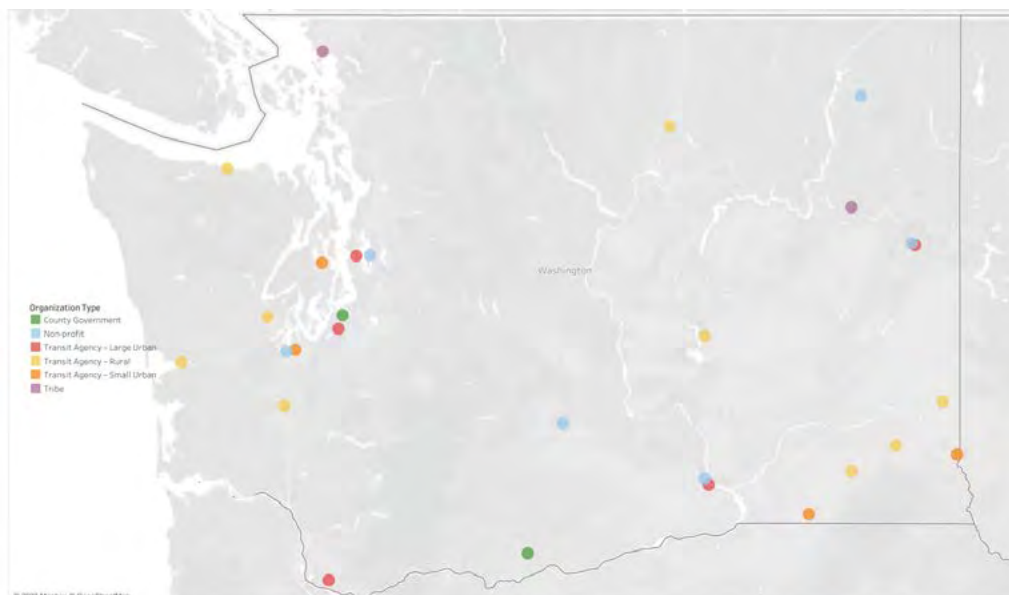 Washington
Organization Type
County Government
Non-profit
Transit Agency – Large Urban
Transit Agency – Rural
Transit Agency – Small Urban
Tribe